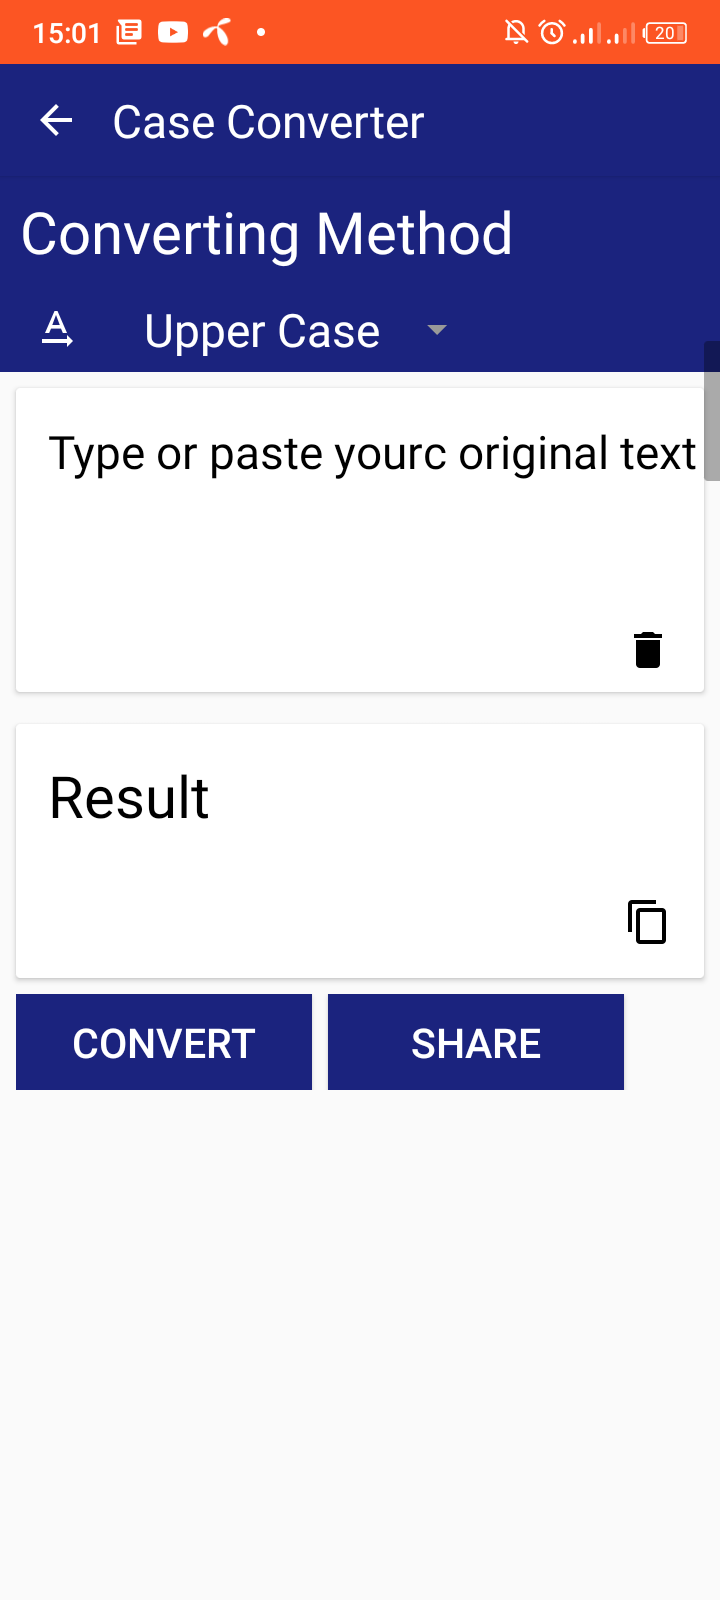 15:01 20
Case Converter
Converting Method
A Upper Case
Type or paste yourc original text
Result
CONVERT SHARE